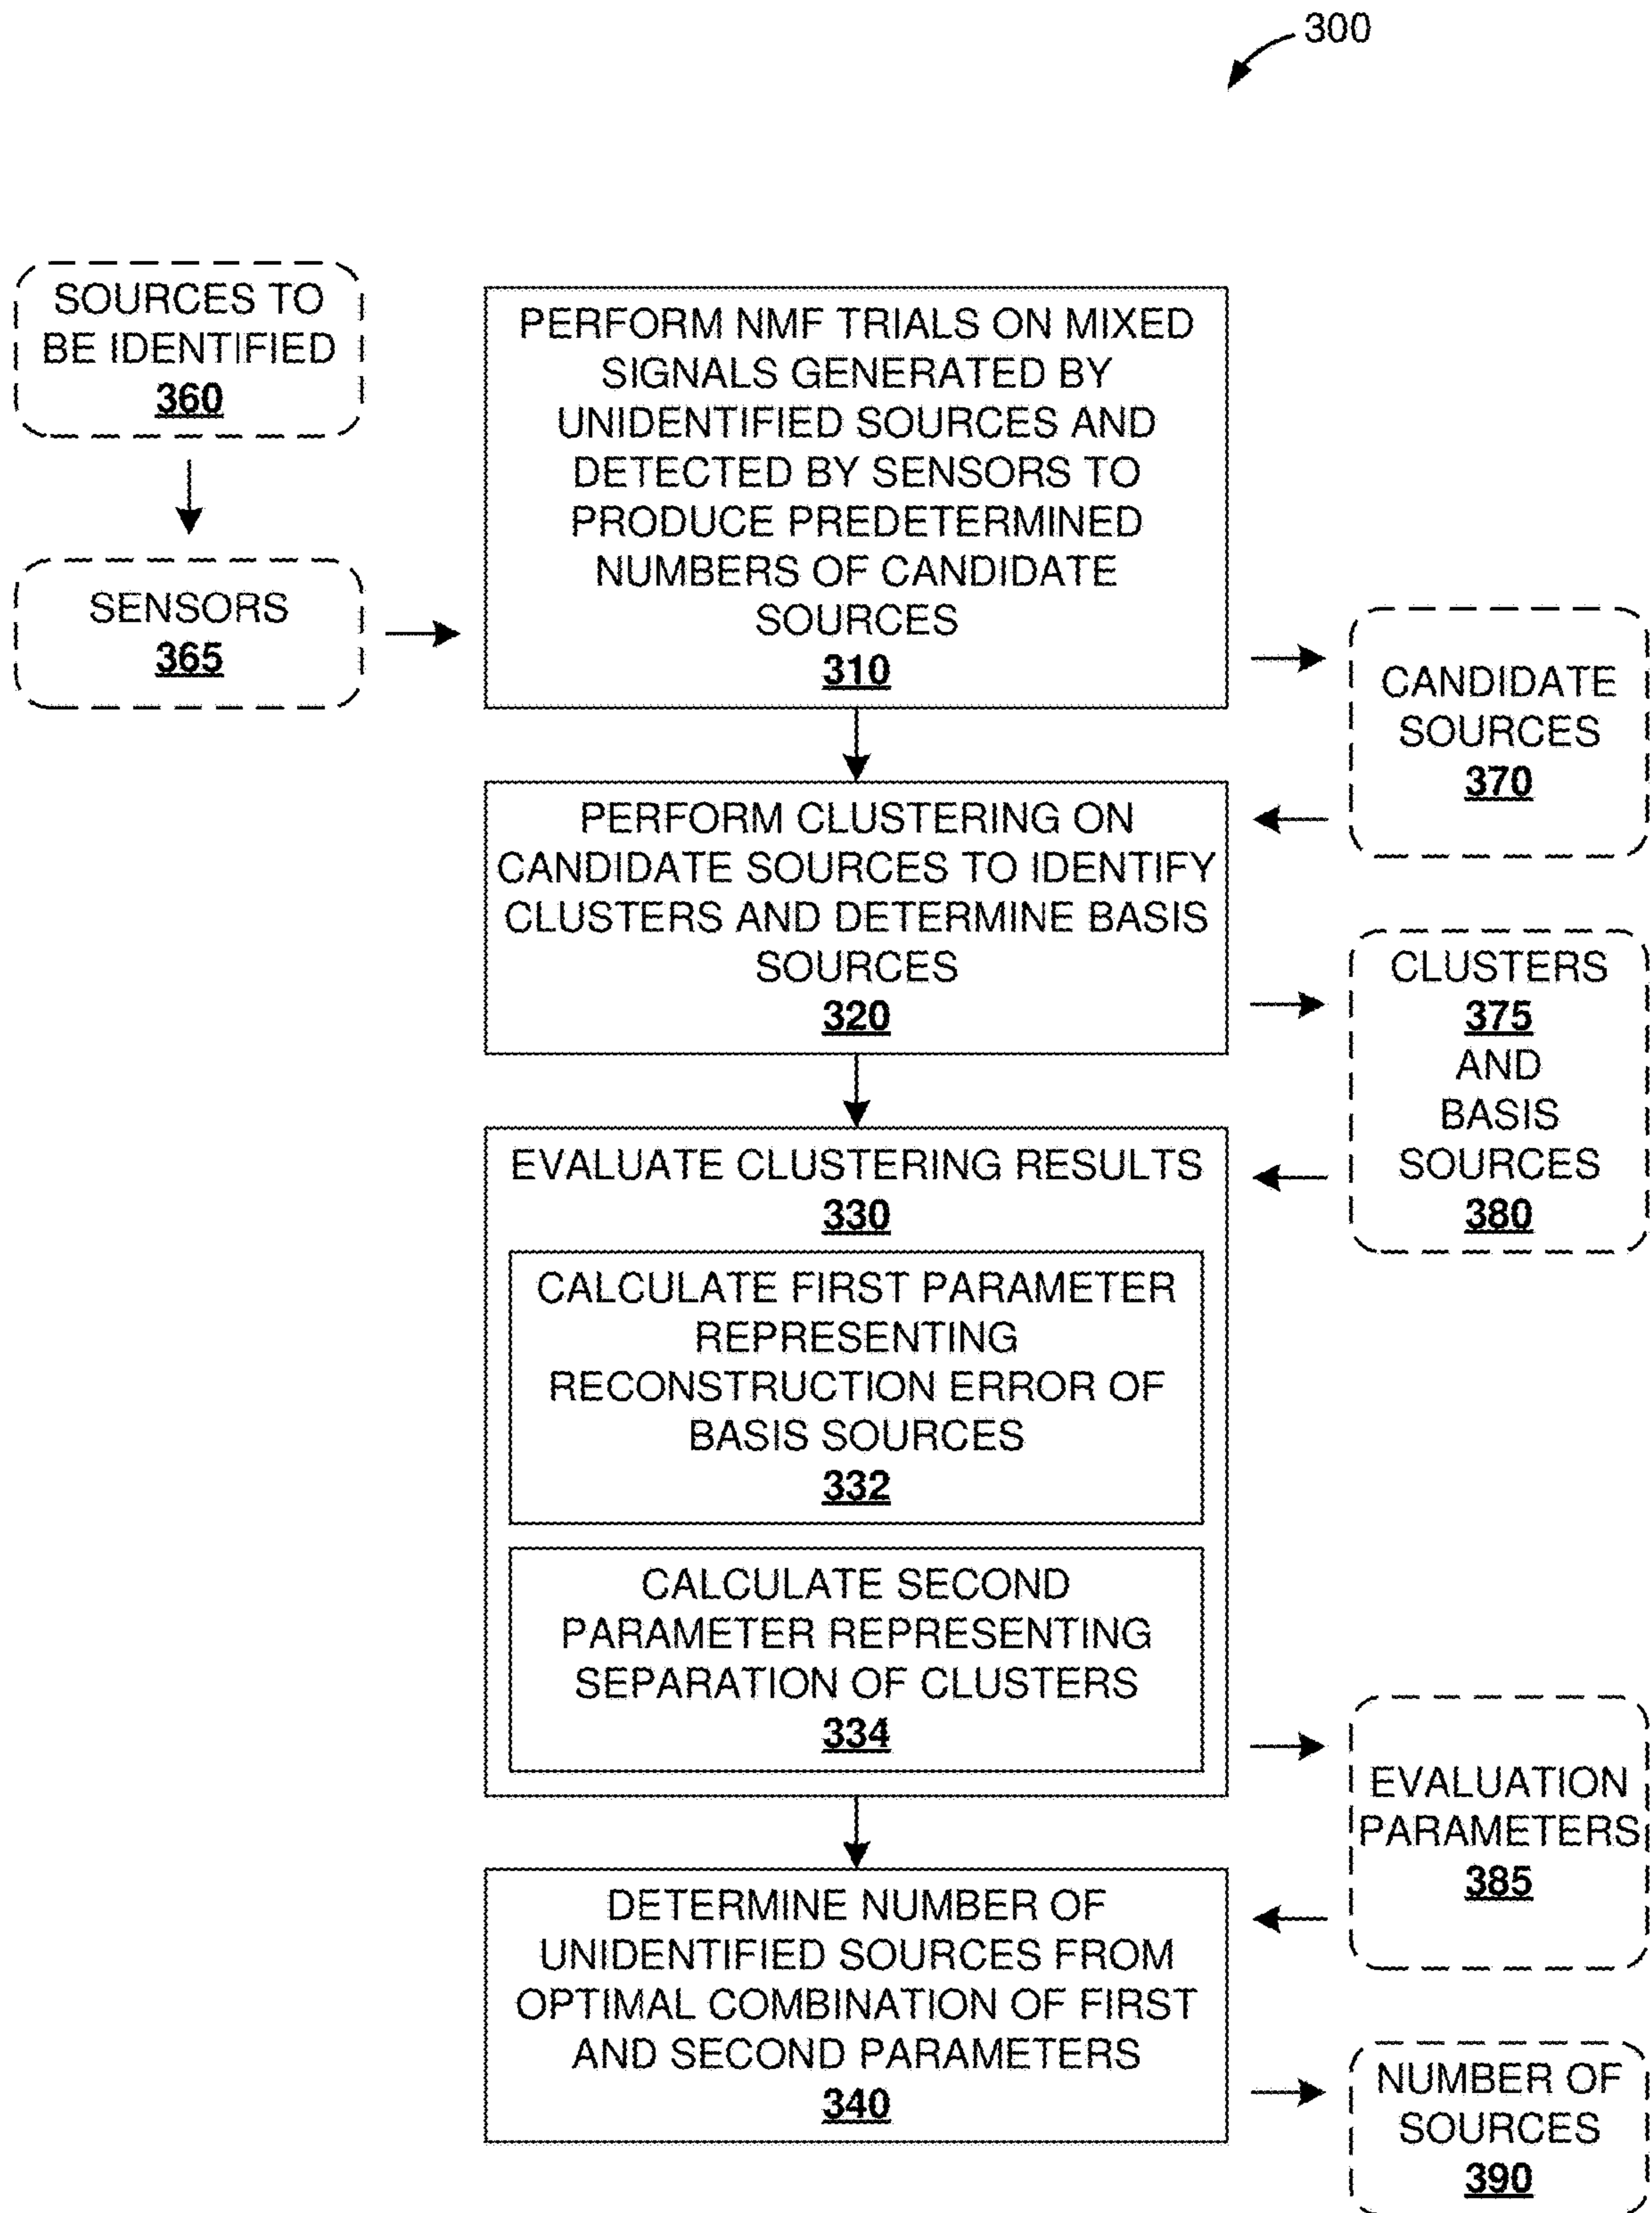 300
SOURCES TO
BE IDENTIFIED
360
SENSORS
365
PERFORM NMF TRIALS ON MIXED
SIGNALS GENERATED BY
UNIDENTIFIED SOURCES AND
DETECTED BY SENSORS TO
PRODUCE PREDETERMINED
NUMBERS OF CANDIDATE
SOURCES
310
CANDIDATE
SOURCES
370
PERFORM CLUSTERING ON
CANDIDATE SOURCES TO IDENTIFY
CLUSTERS AND DETERMINE BASIS
SOURCES
320
CLUSTERS
375
AND
BASIS
SOURCES
380
EVALUATE CLUSTERING RESULTS
330
CALCULATE FIRST PARAMETER
REPRESENTING
RECONSTRUCTION ERROR OF
BASIS SOURCES
332
CALCULATE SECOND
PARAMETER REPRESENTING
SEPARATION OF CLUSTERS
334
EVALUATION
PARAMETERS
385
DETERMINE NUMBER OF
UNIDENTIFIED SOURCES FROM
OPTIMAL COMBINATION OF FIRST
AND SECOND PARAMETERS
340
NUMBER OF
SOURCES
390